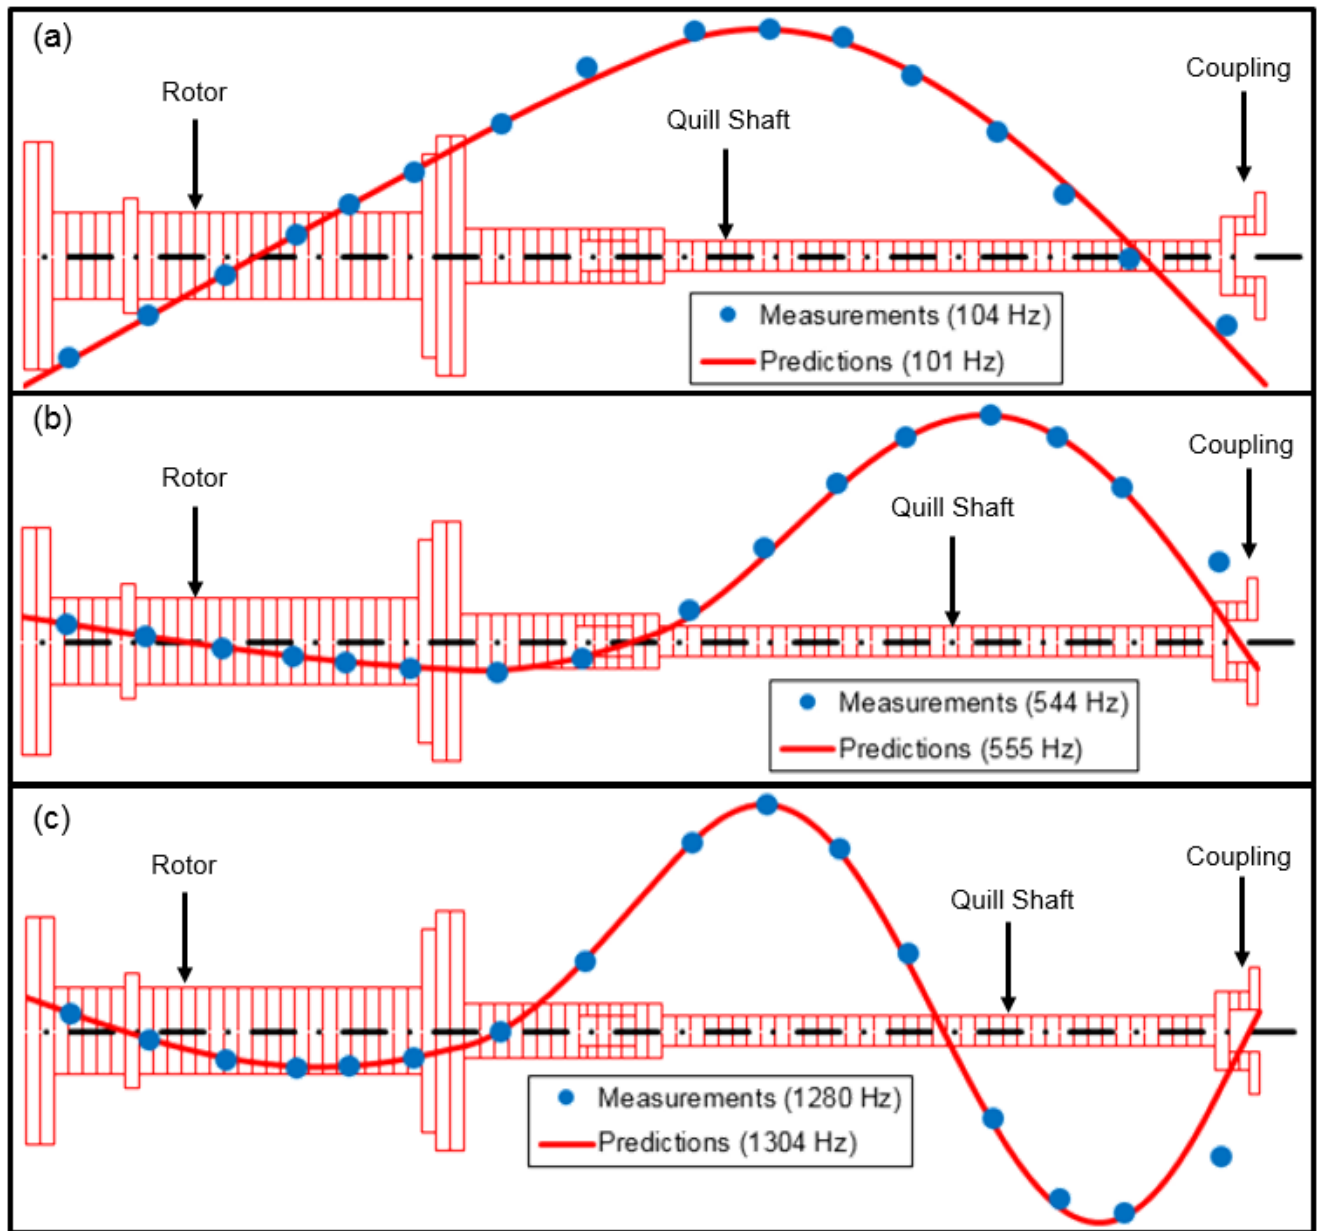 (a)
Rotor
Quill Shaft
Coupling
Measurements (104 Hz)
Predictions (101 Hz)
(b)
Rotor
Quill Shaft
Coupling
Measurements (544 Hz)
Predictions (555 Hz)
(c)
Rotor
Quill Shaft
Coupling
Measurements (1280 Hz)
Predictions (1304 Hz)